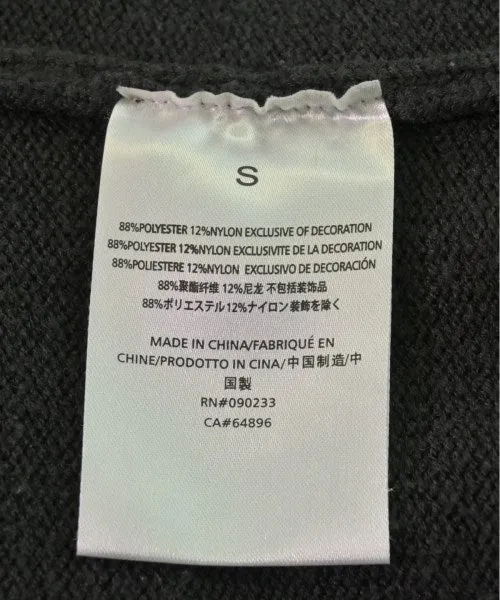 S
88%POLYESTER 12%NYLON EXCLUSIVE OF DECORATION
88%POLYESTER 12%NYLON EXCLUSIVITE DE LA DECORATION
88%POLIESTERE 12%NYLON EXCLUSIVO DE DECORACIÓN
88%聚酯纤维 12%尼龙 不包括装饰品
88%ポリエステル12%ナイロン装飾を除く
MADE IN CHINA/FABRIQUÉ EN
CHINE/PRODOTTO IN CINA/中国制造/中
国製
RN#090233
CA#64896